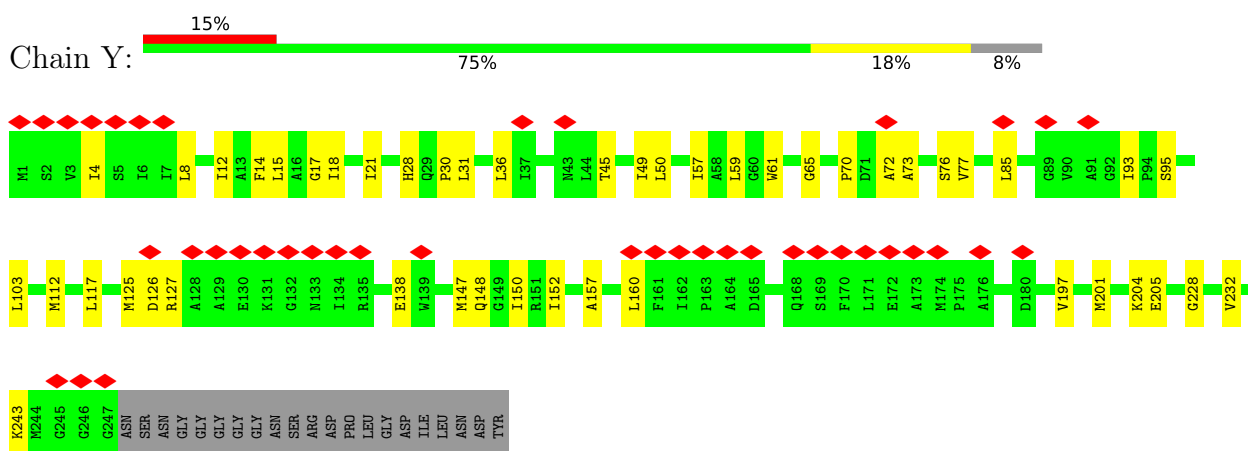 15%
Chain Y:
75% 18% 8%
M1 S2 V3 I4 S5 I6 I7 L8 I12 A13 F14 L15 A16 G17 I18 I21 H28 Q29 P30 L31 L36 I37 N43 L44 T45 I49 L50 I57 A58 L59 G60 W61 G65 P70 D71 A72 A73 S76 V77 L85 G89 V90 A91 G92 I93 P94 S95
L103 M112 L117 M125 D126 R127 A128 A129 E130 K131 G132 N133 I134 R135 E138 W139 M147 Q148 G149 I150 R151 I152 A157 L160 F161 I162 P163 A164 D165 Q168 S169 F170 L171 E172 A173 M174 P175 A176 D180 V197 M201 K204 E205 G228 V232
K243 M244 G245 G246 G247 ASN SER ASN GLY GLY GLY GLY GLY ASN SER ARG ASP PRO LEU GLY ASP ILE LEU ASN ASP TYR